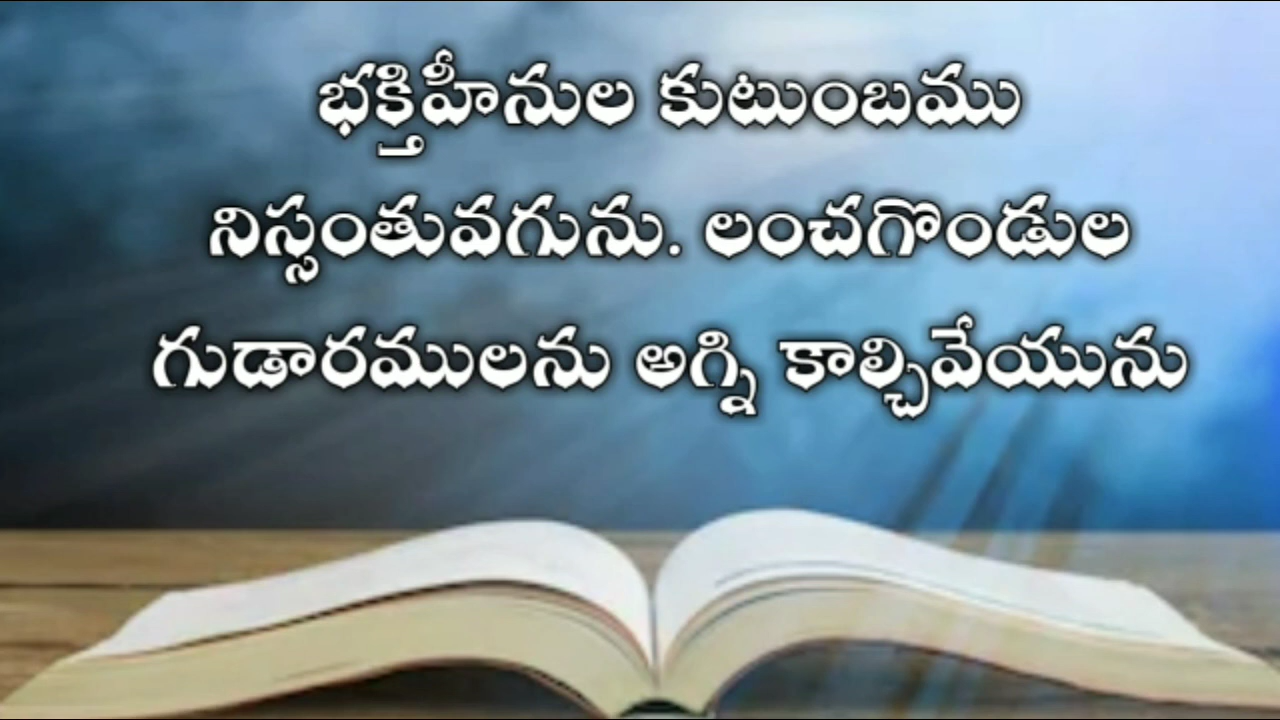 భక్తిహీనుల కుటుంబము
నిస్సంతువగును. లంచగొండుల
గుడారములను అగ్ని కాల్చివేయును